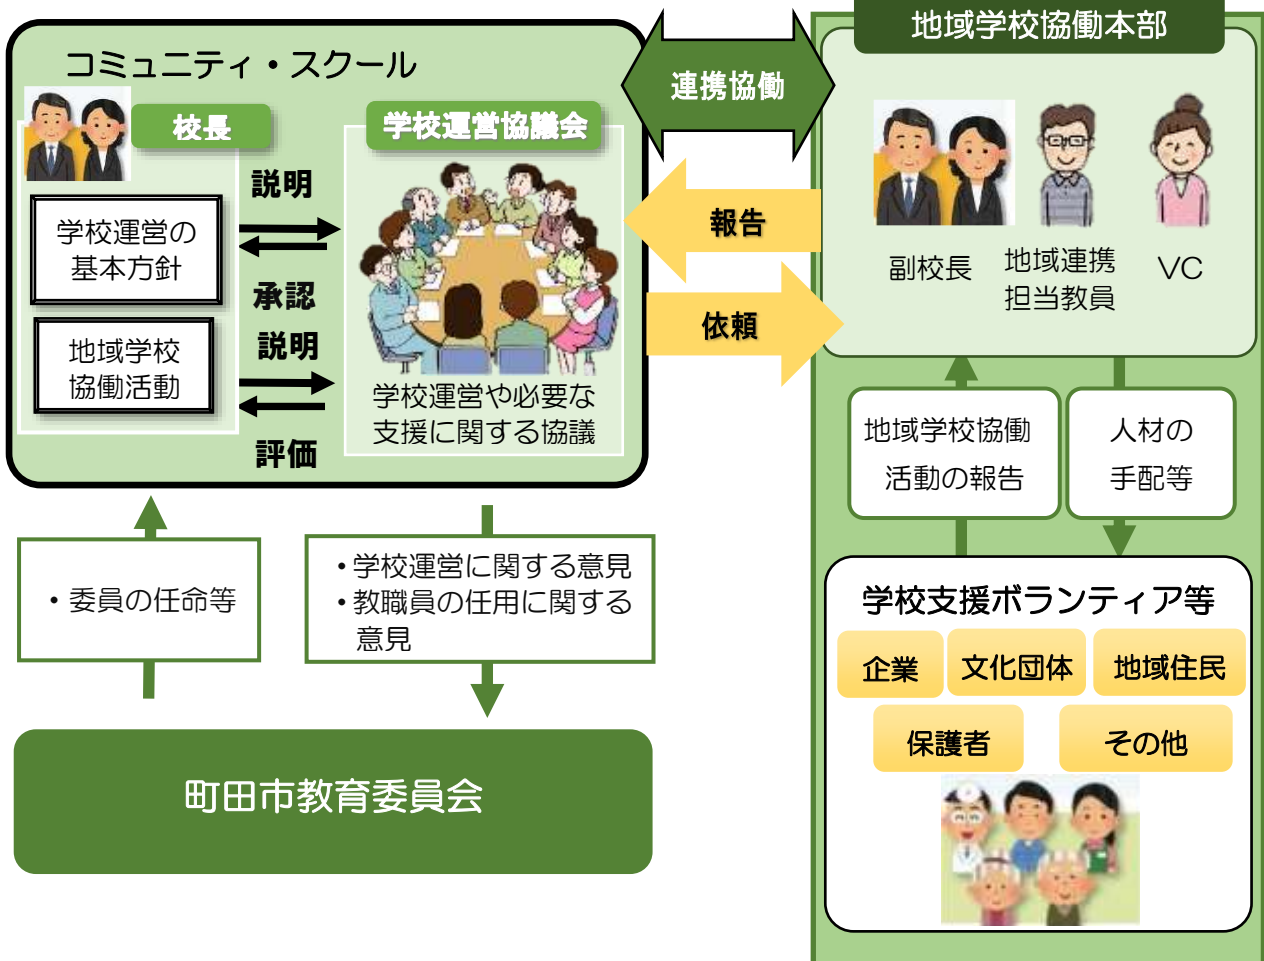 コミュニティ・スクール
校長
学校運営協議会
説明
学校運営の
基本方針
承認
説明
地域学校
協働活動
評価
学校運営や必要な
支援に関する協議
連携協働
報告
依頼
地域学校協働本部
副校長
地域連携
担当教員
VC
地域学校協働
活動の報告
人材の
手配等
学校支援ボランティア等
企業
文化団体
地域住民
保護者
その他
・委員の任命等
・学校運営に関する意見
・教職員の任用に関する
意見
町田市教育委員会